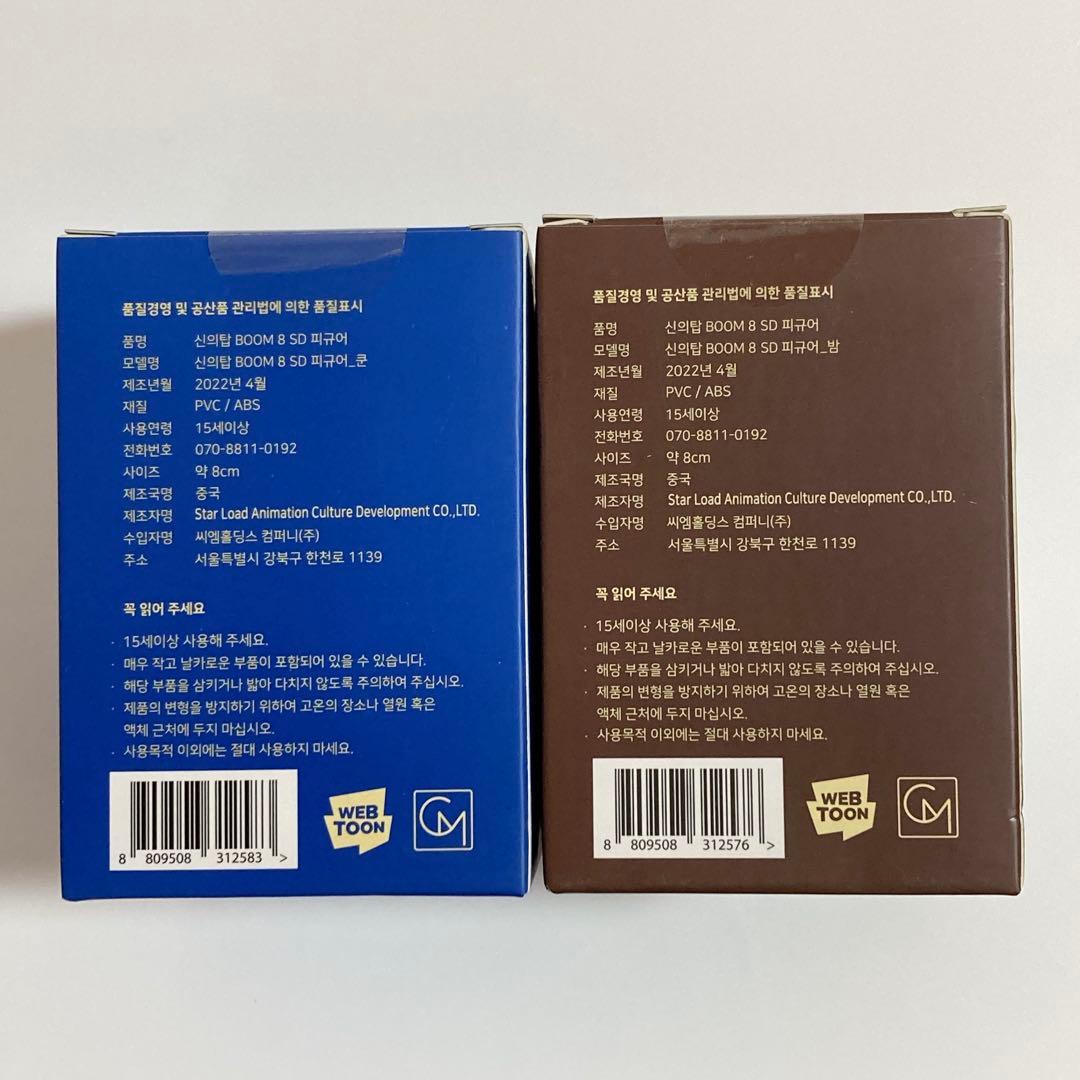 품질경영 및 공산품 관리법에 의한 품질표시
품명 신의탑 BOOM 8 SD 피규어
모델명 신의탑 BOOM 8 SD 피규어_쿤
제조년월 2022년 4월
재질 PVC / ABS
사용연령 15세이상
전화번호 070-8811-0192
사이즈 약 8cm
제조국명 중국
제조자명 Star Load Animation Culture Development CO.,LTD.
수입자명 씨엠홀딩스 컴퍼니(주)
주소 서울특별시 강북구 한천로 1139
꼭 읽어 주세요
· 15세이상 사용해 주세요.
· 매우 작고 날카로운 부품이 포함되어 있을 수 있습니다.
· 해당 부품을 삼키거나 밟아 다치지 않도록 주의하여 주십시오.
· 제품의 변형을 방지하기 위하여 고온의 장소나 열원 혹은
액체 근처에 두지 마십시오.
· 사용목적 이외에는 절대 사용하지 마세요.
8 809508 312583 >
WEB
TOON
CM
품질경영 및 공산품 관리법에 의한 품질표시
품명 신의탑 BOOM 8 SD 피규어
모델명 신의탑 BOOM 8 SD 피규어_밤
제조년월 2022년 4월
재질 PVC / ABS
사용연령 15세이상
전화번호 070-8811-0192
사이즈 약 8cm
제조국명 중국
제조자명 Star Load Animation Culture Development CO.,LTD.
수입자명 씨엠홀딩스 컴퍼니(주)
주소 서울특별시 강북구 한천로 1139
꼭 읽어 주세요
· 15세이상 사용해 주세요.
· 매우 작고 날카로운 부품이 포함되어 있을 수 있습니다.
· 해당 부품을 삼키거나 밟아 다치지 않도록 주의하여 주십시오.
· 제품의 변형을 방지하기 위하여 고온의 장소나 열원 혹은
액체 근처에 두지 마십시오.
· 사용목적 이외에는 절대 사용하지 마세요.
8 809508 312576 >
WEB
TOON
CM